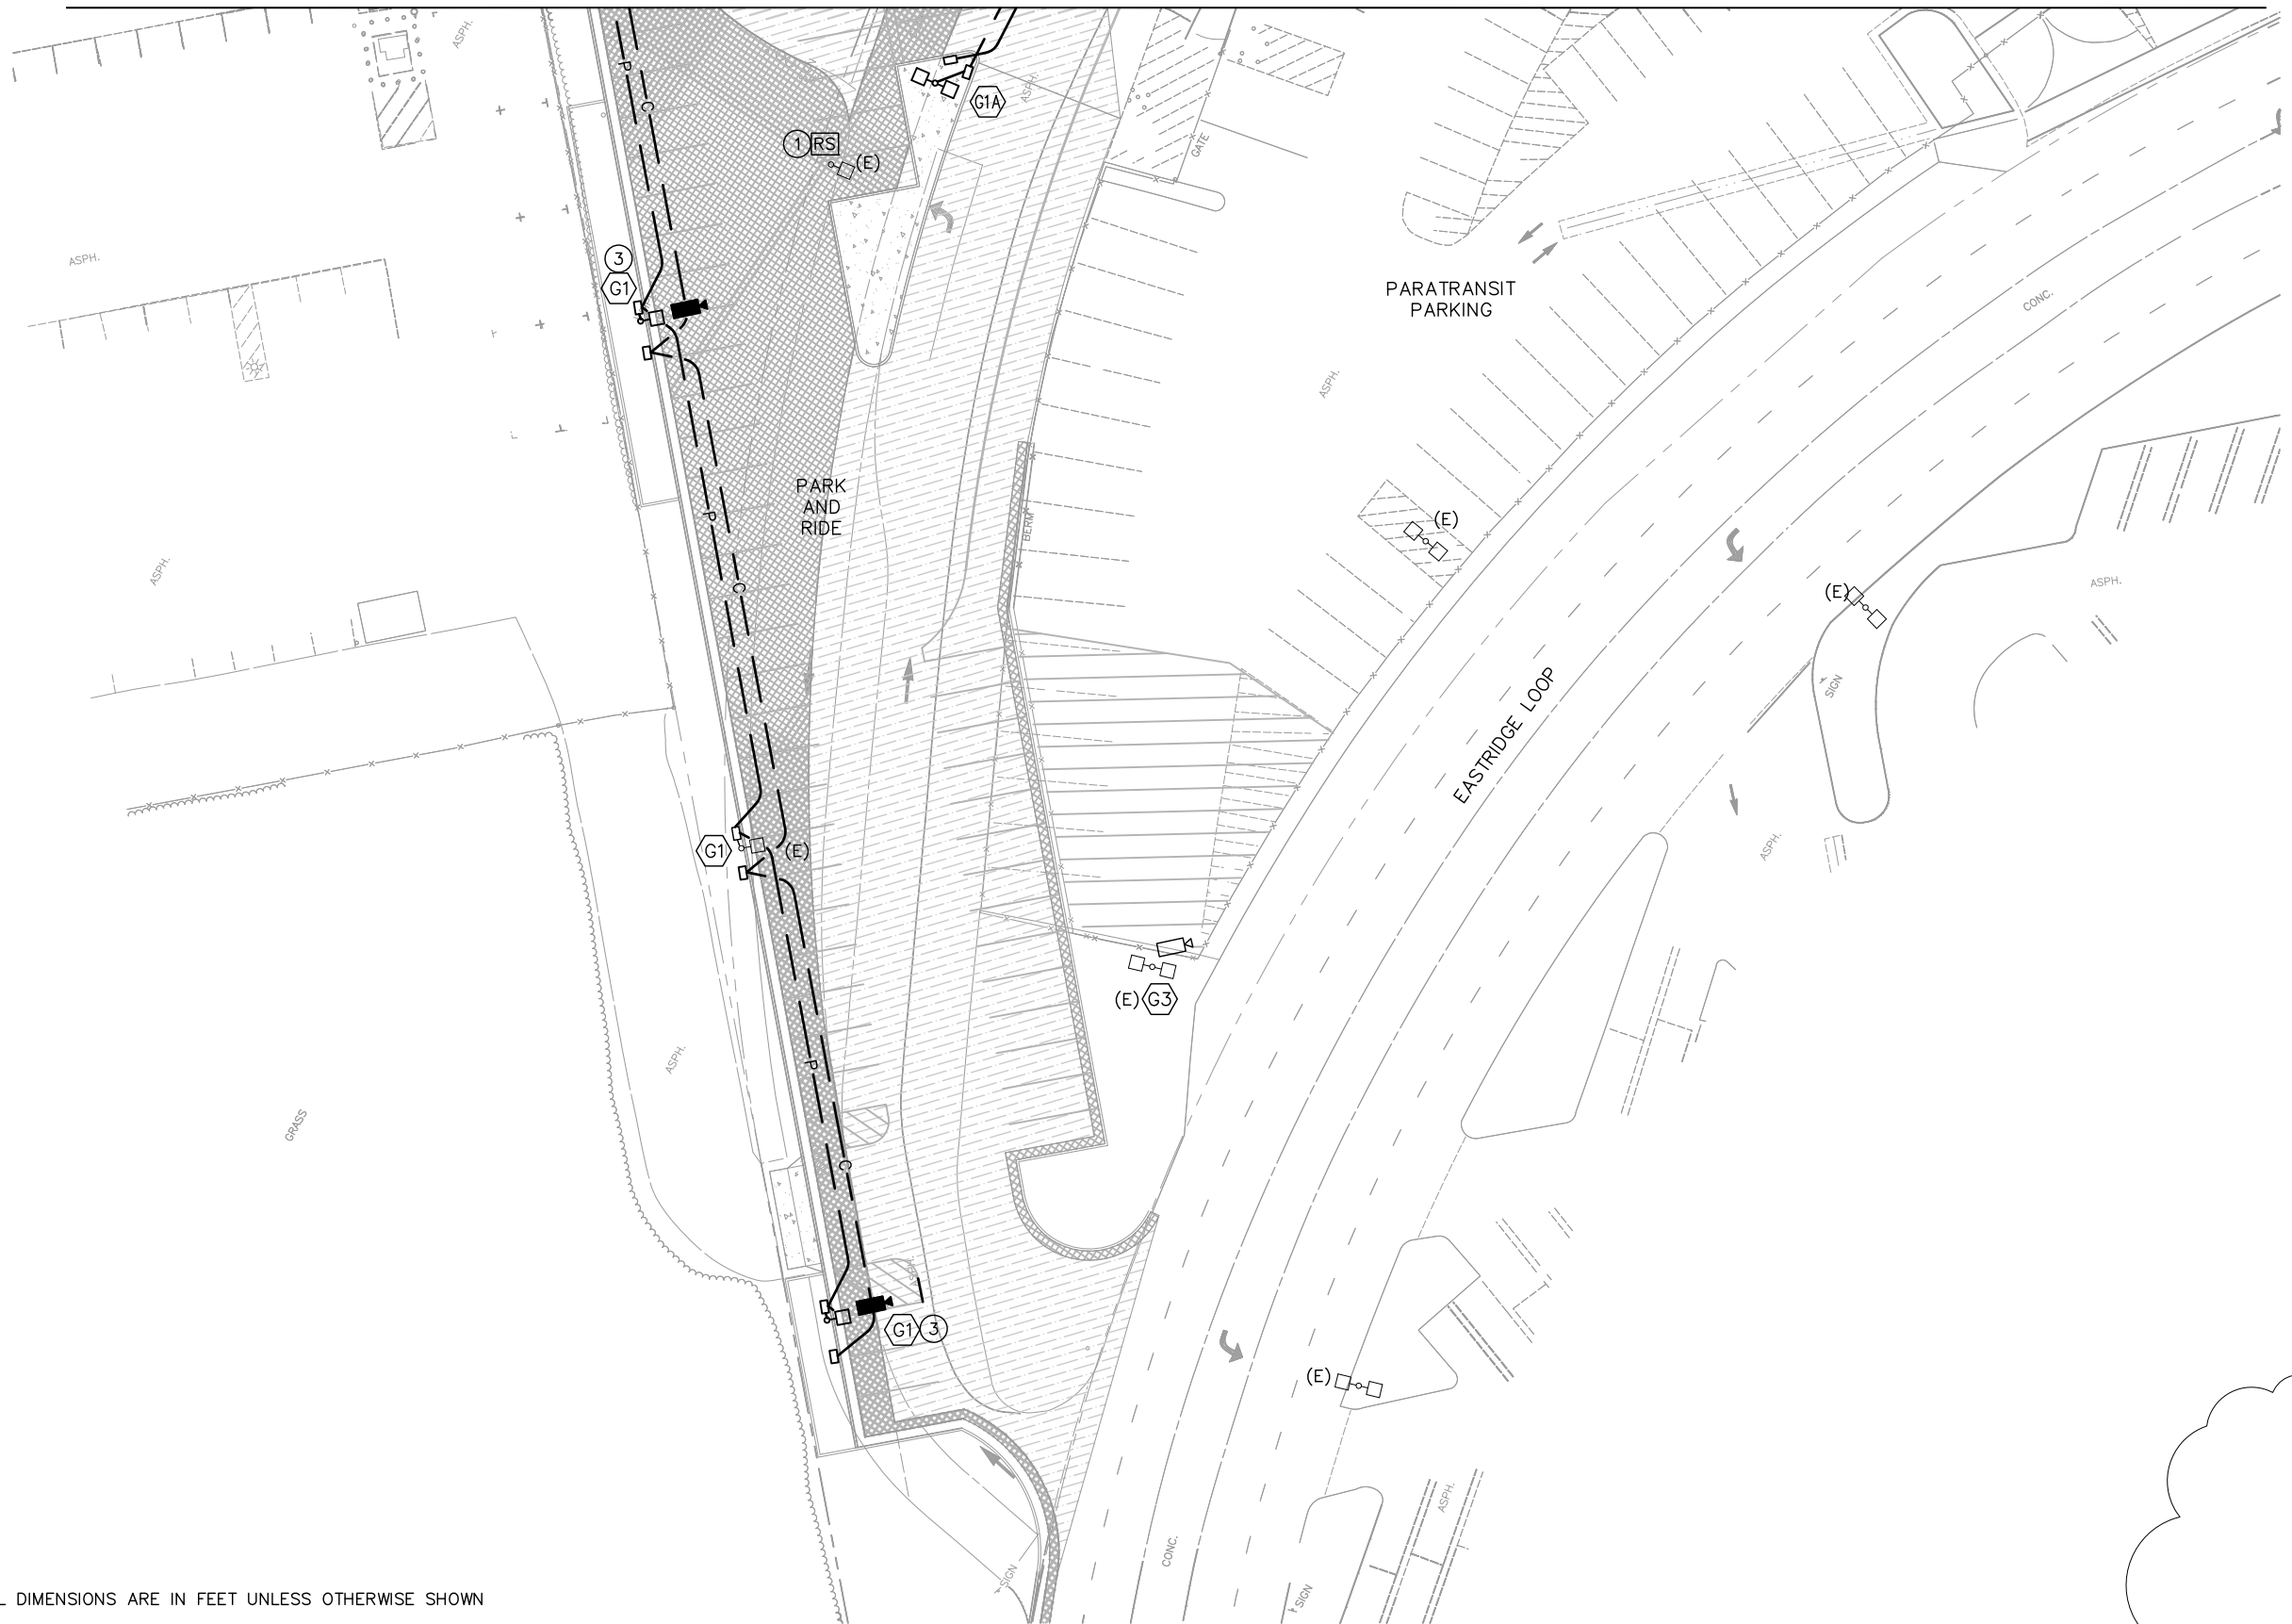 ASPH.
P
C
G1A
ASPH.
1 RS
(E)
GATE
ASPH.
3
G1
PARATRANSIT
PARKING
CONC.
ASPH.
PARK
AND
RIDE
P
BERM
(E)
C
ASPH.
(E)
ASPH.
SIGN
EASTRIDGE LOOP
G1
(E)
ASPH.
(E) G3
P
ASPH.
GRASS
C
G1 3
(E)
ASPH.
CONC.
SIGN
SIGN
DIMENSIONS ARE IN FEET UNLESS OTHERWISE SHOWN